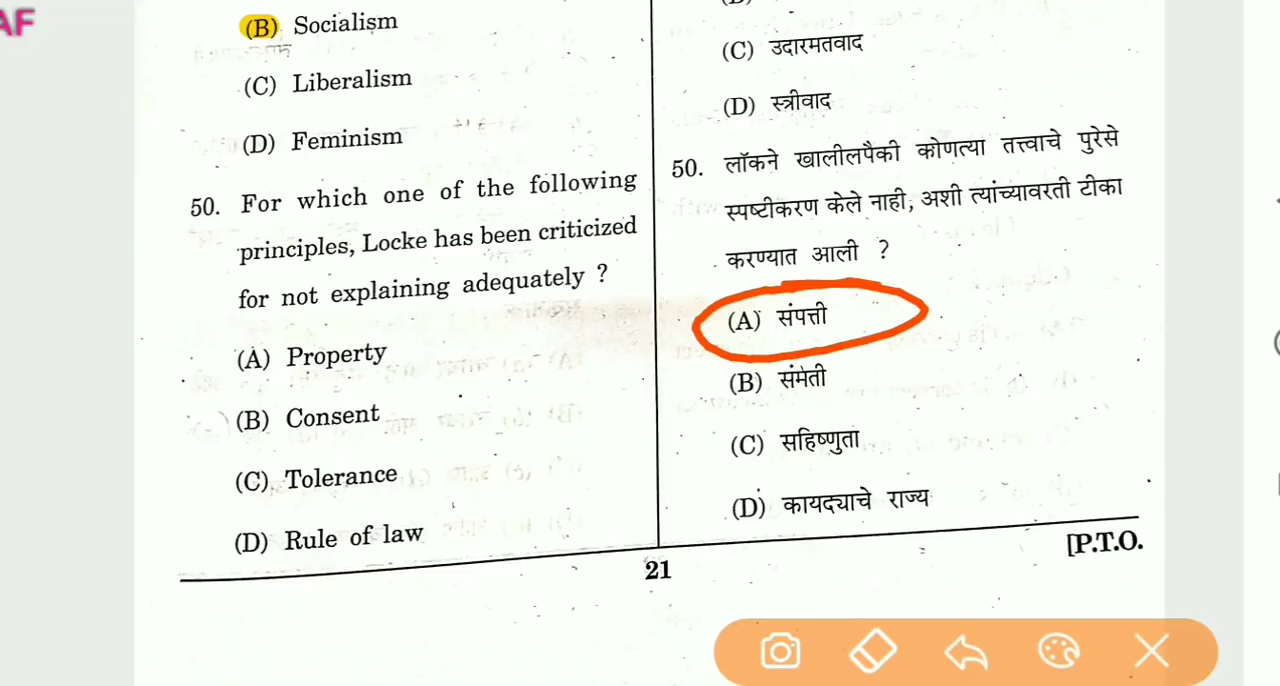 AF
(B) Socialism
(C) Liberalism
(D) Feminism
50. For which one of the following
principles, Locke has been criticized
for not explaining adequately ?
(A) Property
(B) Consent
(C) Tolerance
(D) Rule of law
(C) उदारमतवाद
(D) स्त्रीवाद
50. लॉकने खालीलपैकी कोणत्या तत्त्वाचे पुरेसे
स्पष्टीकरण केले नाही, अशी त्यांच्यावरती टीका
करण्यात आली ?
(A) संपत्ती
(B) संमती
(C) सहिष्णुता
(D) कायद्याचे राज्य
21
[P.T.O.